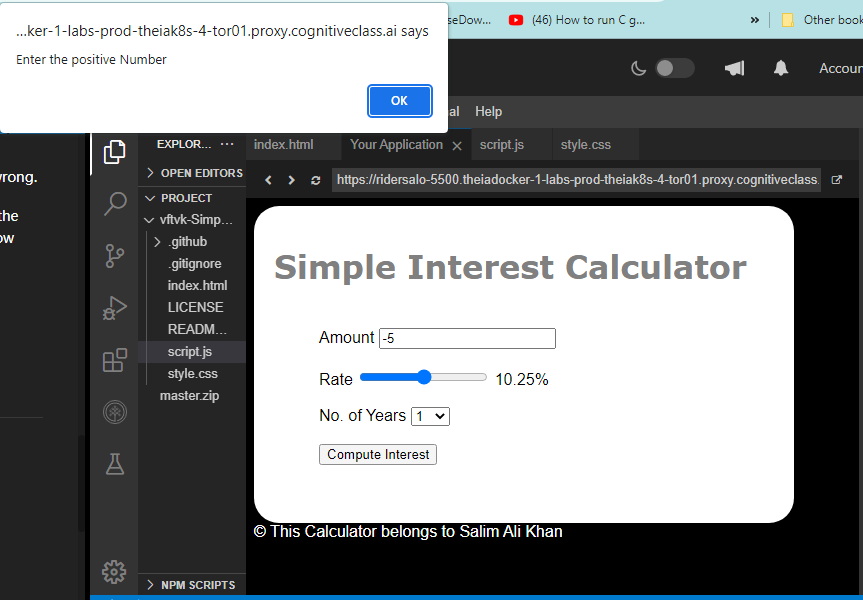 ...ker-1-labs-prod-theiak8s-4-tor01.proxy.cognitiveclass.ai says
Enter the positive Number
OK
seDow...
(46) How to run C g...
»
Other book
Accoun
al Help
EXPLOR... ···
index.html
Your Application
script.js
style.css
OPEN EDITORS
https://ridersalo-5500.theiadocker-1-labs-prod-theiak8s-4-tor01.proxy.cognitiveclass.
PROJECT
vftvk-Simp...
.github
.gitignore
index.html
LICENSE
READM...
script.js
style.css
master.zip
NPM SCRIPTS
rong.
the
ow
Simple Interest Calculator
Amount -5
Rate 10.25%
No. of Years 1
Compute Interest
© This Calculator belongs to Salim Ali Khan